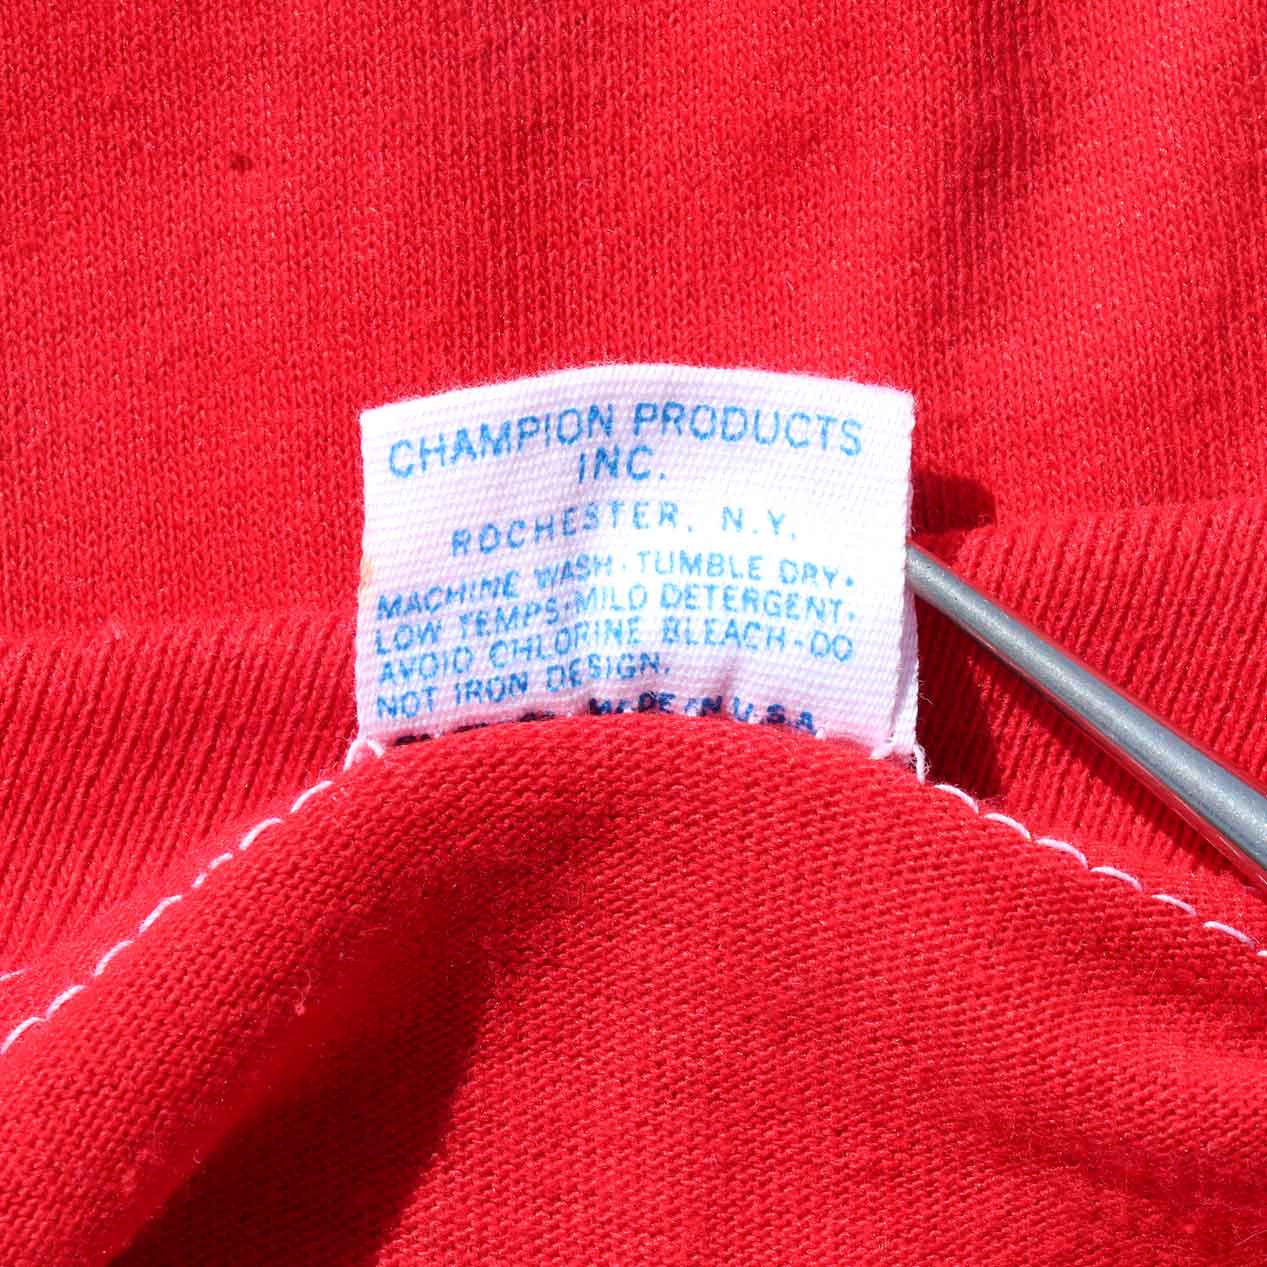 CHAMPION PRODUCTS
INC.
ROCHESTER, N.Y.
MACHINE WASH·TUMBLE DRY·
LOW TEMPS·MILD DETERGENT·
AVOID CHLORINE BLEACH-DO
NOT IRON DESIGN.
MADE IN U.S.A.